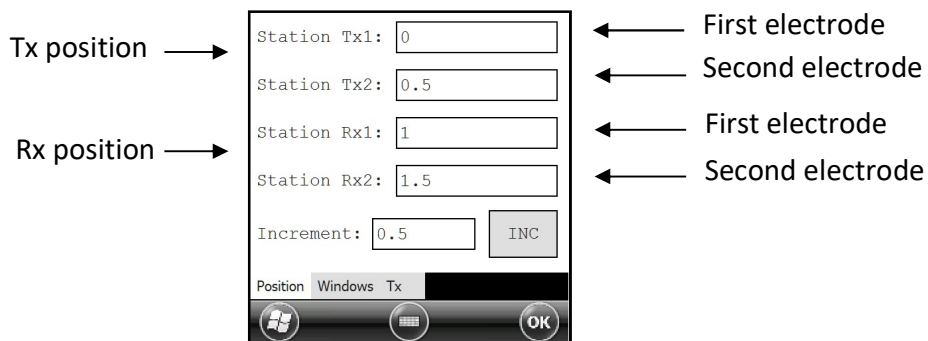 Tx position
Rx position
Station Tx1: 0
Station Tx2: 0.5
Station Rx1: 1
Station Rx2: 1.5
Increment: 0.5 INC
Position Windows Tx
OK
First electrode
Second electrode
First electrode
Second electrode